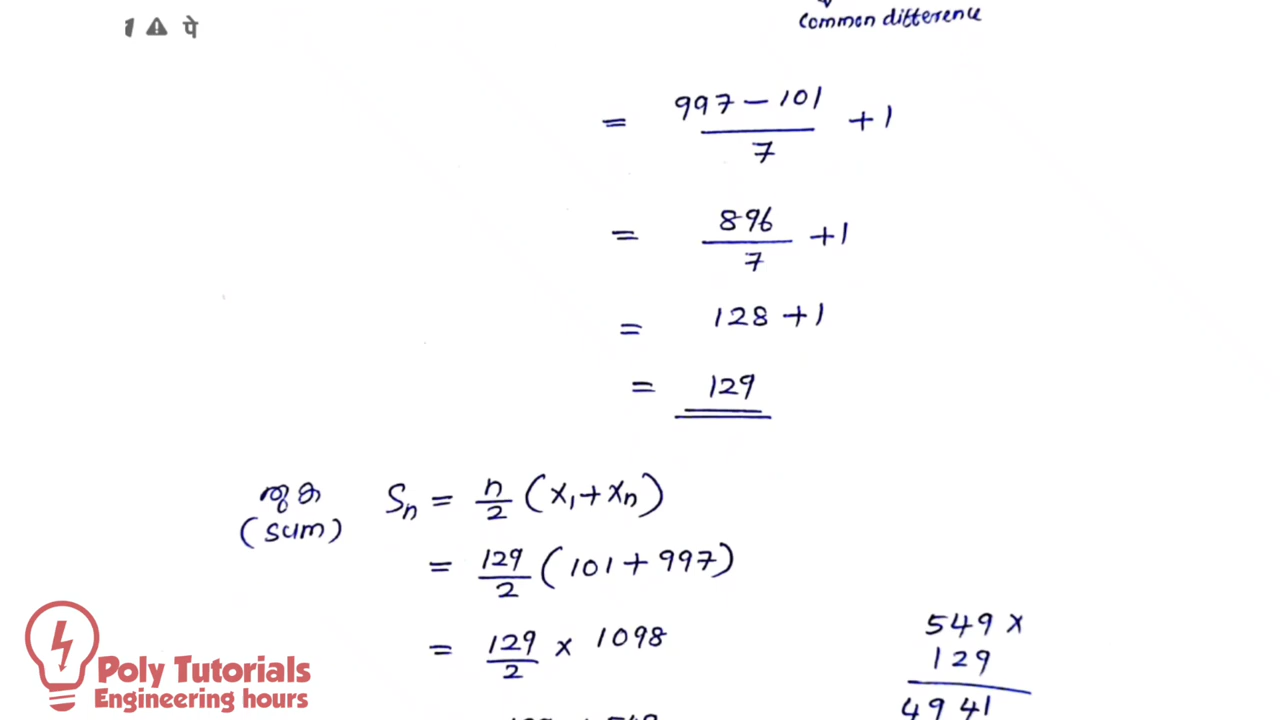 1 ⚠ पे
common difference
= 997 – 101 / 7 + 1
= 896 / 7 + 1
= 128 + 1
= 129
തുക Sₙ = n/2 (x₁ + xₙ)
(sum)
= 129/2 (101 + 997)
= 129/2 × 1098
549 ×
129
4941
Poly Tutorials
Engineering hours